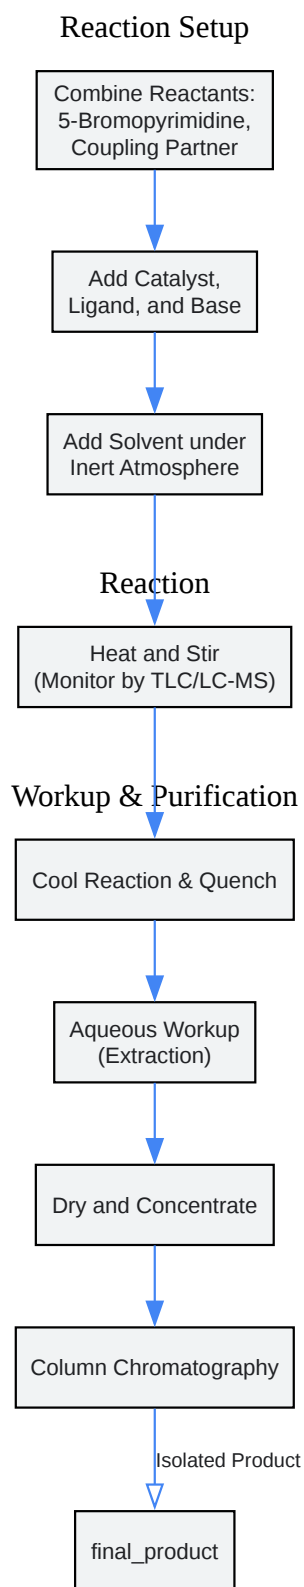 Reaction Setup
Combine Reactants:
5-Bromopyrimidine,
Coupling Partner
Add Catalyst,
Ligand, and Base
Add Solvent under
Inert Atmosphere
Reaction
Heat and Stir
(Monitor by TLC/LC-MS)
Workup & Purification
Cool Reaction & Quench
Aqueous Workup
(Extraction)
Dry and Concentrate
Column Chromatography
Isolated Product
final_product